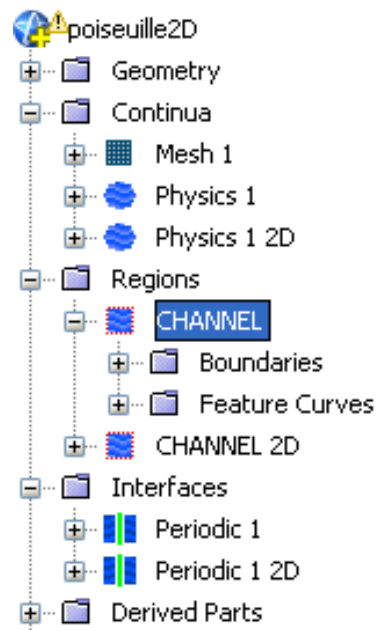 poiseuille2D
Geometry
Continua
Mesh 1
Physics 1
Physics 1 2D
Regions
CHANNEL
Boundaries
Feature Curves
CHANNEL 2D
Interfaces
Periodic 1
Periodic 1 2D
Derived Parts